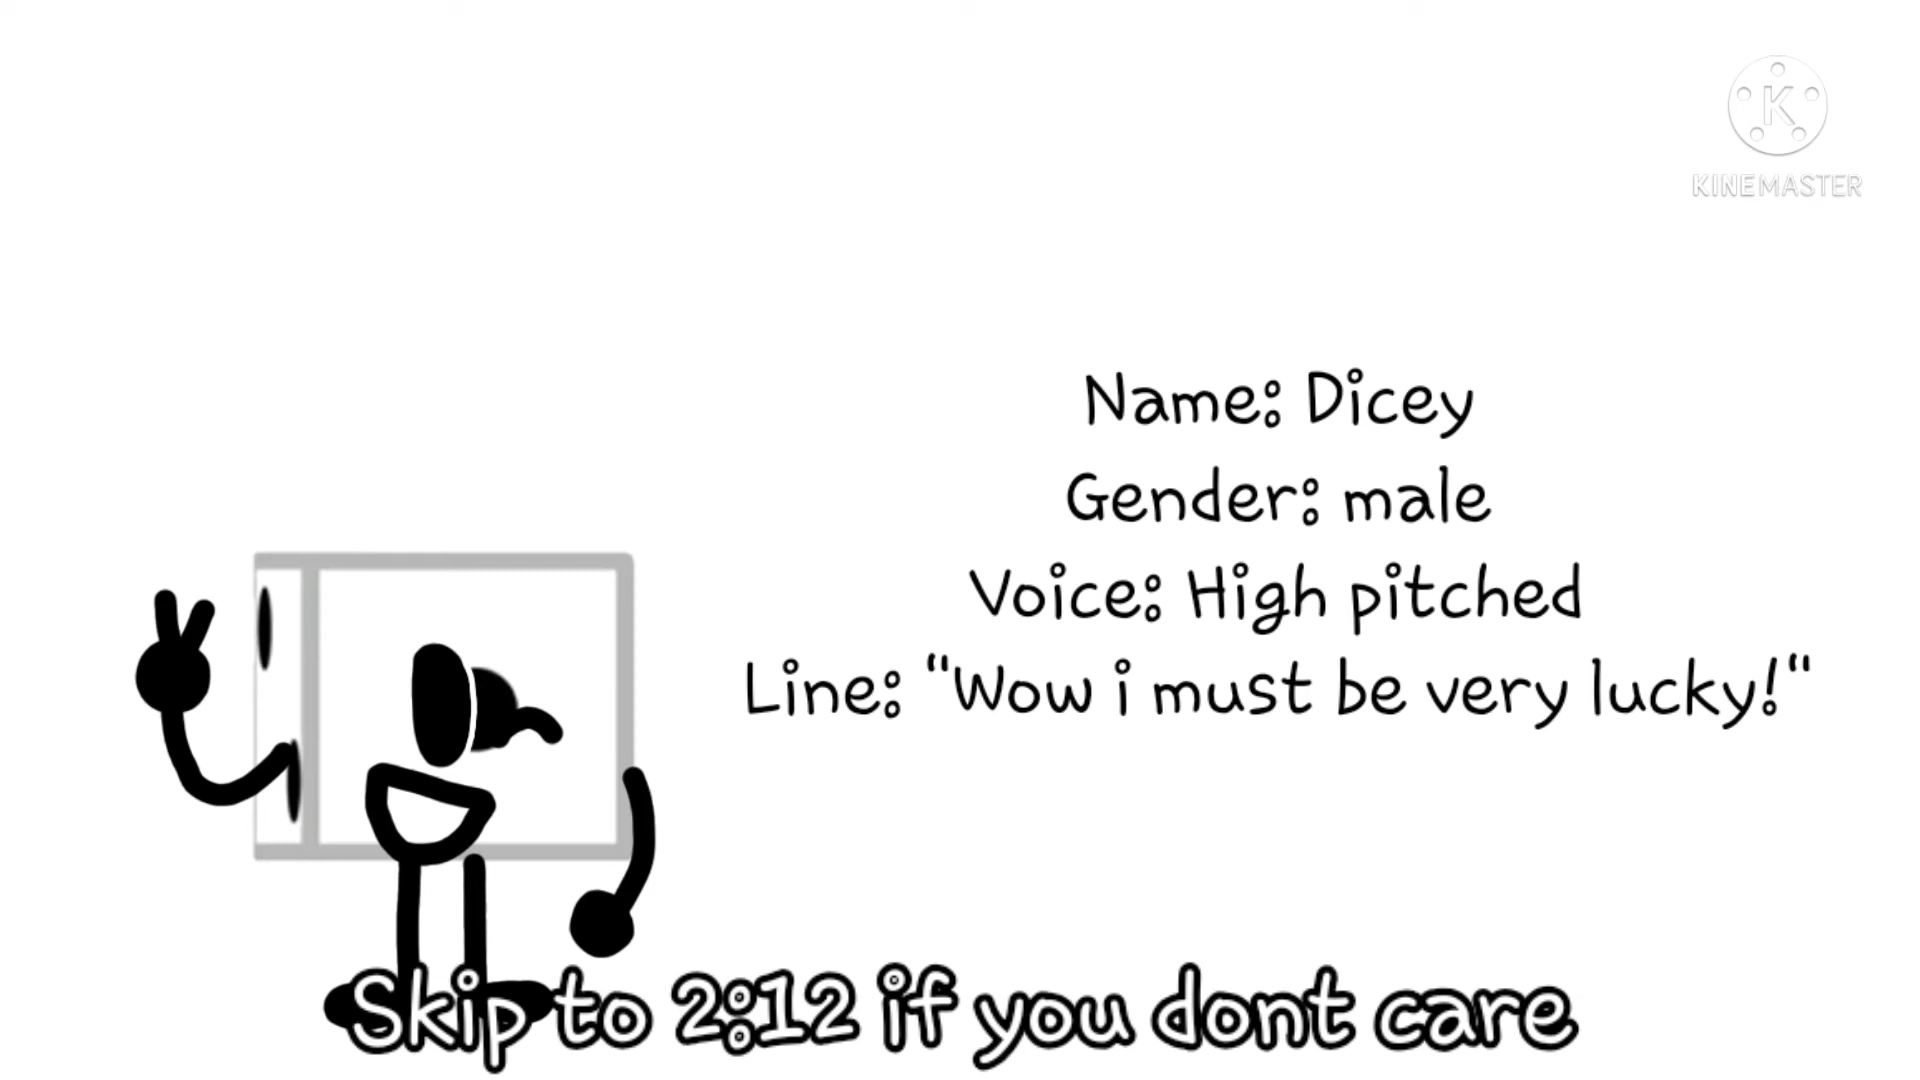 K
KINEMASTER
Name: Dicey
Gender: male
Voice: High pitched
Line: "Wow i must be very lucky!"
Skip to 2:12 if you dont care